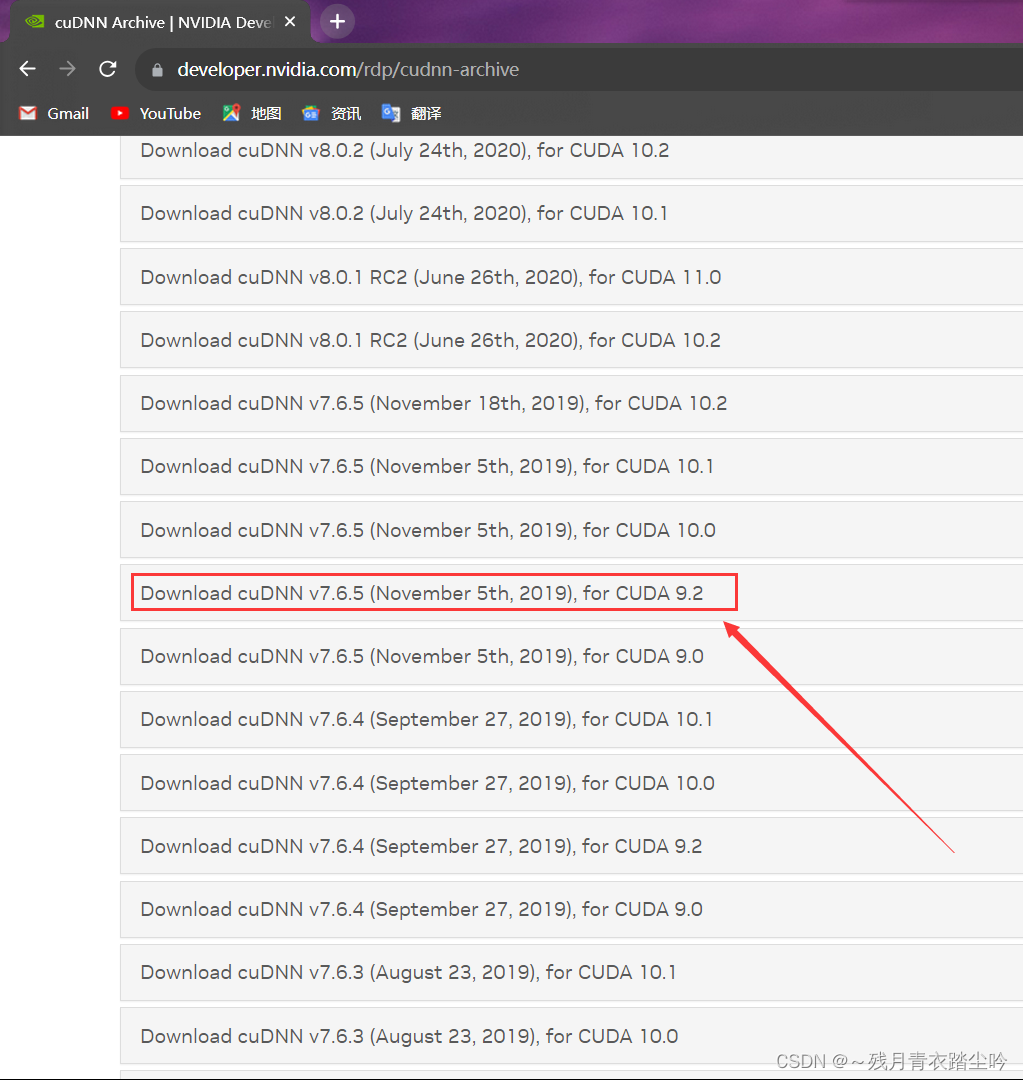 cuDNN Archive | NVIDIA Deve
developer.nvidia.com/rdp/cudnn-archive
Gmail YouTube 地图 资讯 翻译
Download cuDNN v8.0.2 (July 24th, 2020), for CUDA 10.2
Download cuDNN v8.0.2 (July 24th, 2020), for CUDA 10.1
Download cuDNN v8.0.1 RC2 (June 26th, 2020), for CUDA 11.0
Download cuDNN v8.0.1 RC2 (June 26th, 2020), for CUDA 10.2
Download cuDNN v7.6.5 (November 18th, 2019), for CUDA 10.2
Download cuDNN v7.6.5 (November 5th, 2019), for CUDA 10.1
Download cuDNN v7.6.5 (November 5th, 2019), for CUDA 10.0
Download cuDNN v7.6.5 (November 5th, 2019), for CUDA 9.2
Download cuDNN v7.6.5 (November 5th, 2019), for CUDA 9.0
Download cuDNN v7.6.4 (September 27, 2019), for CUDA 10.1
Download cuDNN v7.6.4 (September 27, 2019), for CUDA 10.0
Download cuDNN v7.6.4 (September 27, 2019), for CUDA 9.2
Download cuDNN v7.6.4 (September 27, 2019), for CUDA 9.0
Download cuDNN v7.6.3 (August 23, 2019), for CUDA 10.1
Download cuDNN v7.6.3 (August 23, 2019), for CUDA 10.0
CSDN @~残月青衣踏尘吟